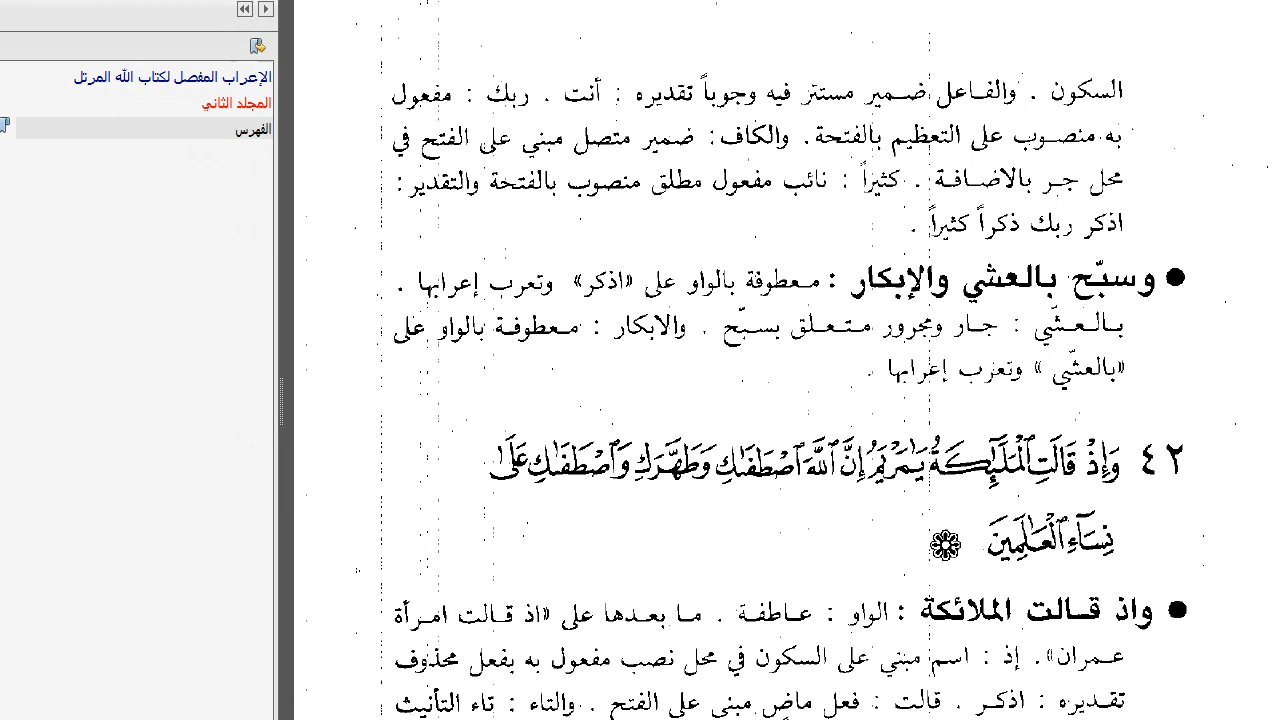 الإعراب المفصل لكتاب الله المرتل
المجلد الثاني
الفهرس
السكون . والفاعل ضمير مستتر فيه وجوباً تقديره : أنت . ربك : مفعول
به منصوب على التعظيم بالفتحة. والكاف: ضمير متصل مبني على الفتح في
محل جر بالاضافة . كثيراً : نائب مفعول مطلق منصوب بالفتحة والتقدير:
اذكر ربك ذكراً كثيراً .
● وسبّح بالعشي والإبكار : معطوفة بالواو على «اذكر» وتعرب إعرابها .
بالعشّي : جار ومجرور متعلق بسبّح . والابكار : معطوفة بالواو على
«بالعشّي » وتعرب إعرابها .
٤٢ وَإِذْ قَالَتِ ٱلْمَلَٰٓئِكَةُ يَٰمَرْيَمُ إِنَّ ٱللَّهَ ٱصْطَفَىٰكِ وَطَهَّرَكِ وَٱصْطَفَىٰكِ عَلَىٰ
نِسَآءِ ٱلْعَٰلَمِينَ
● واذ قالت الملائكة : الواو : عاطفة . ما بعدها على «اذ قالت امرأة
عمران». إذ : اسم مبني على السكون في محل نصب مفعول به بفعل محذوف
تقديره : اذكر . قالت : فعل ماضٍ مبني على الفتح . والتاء : تاء التأنيث